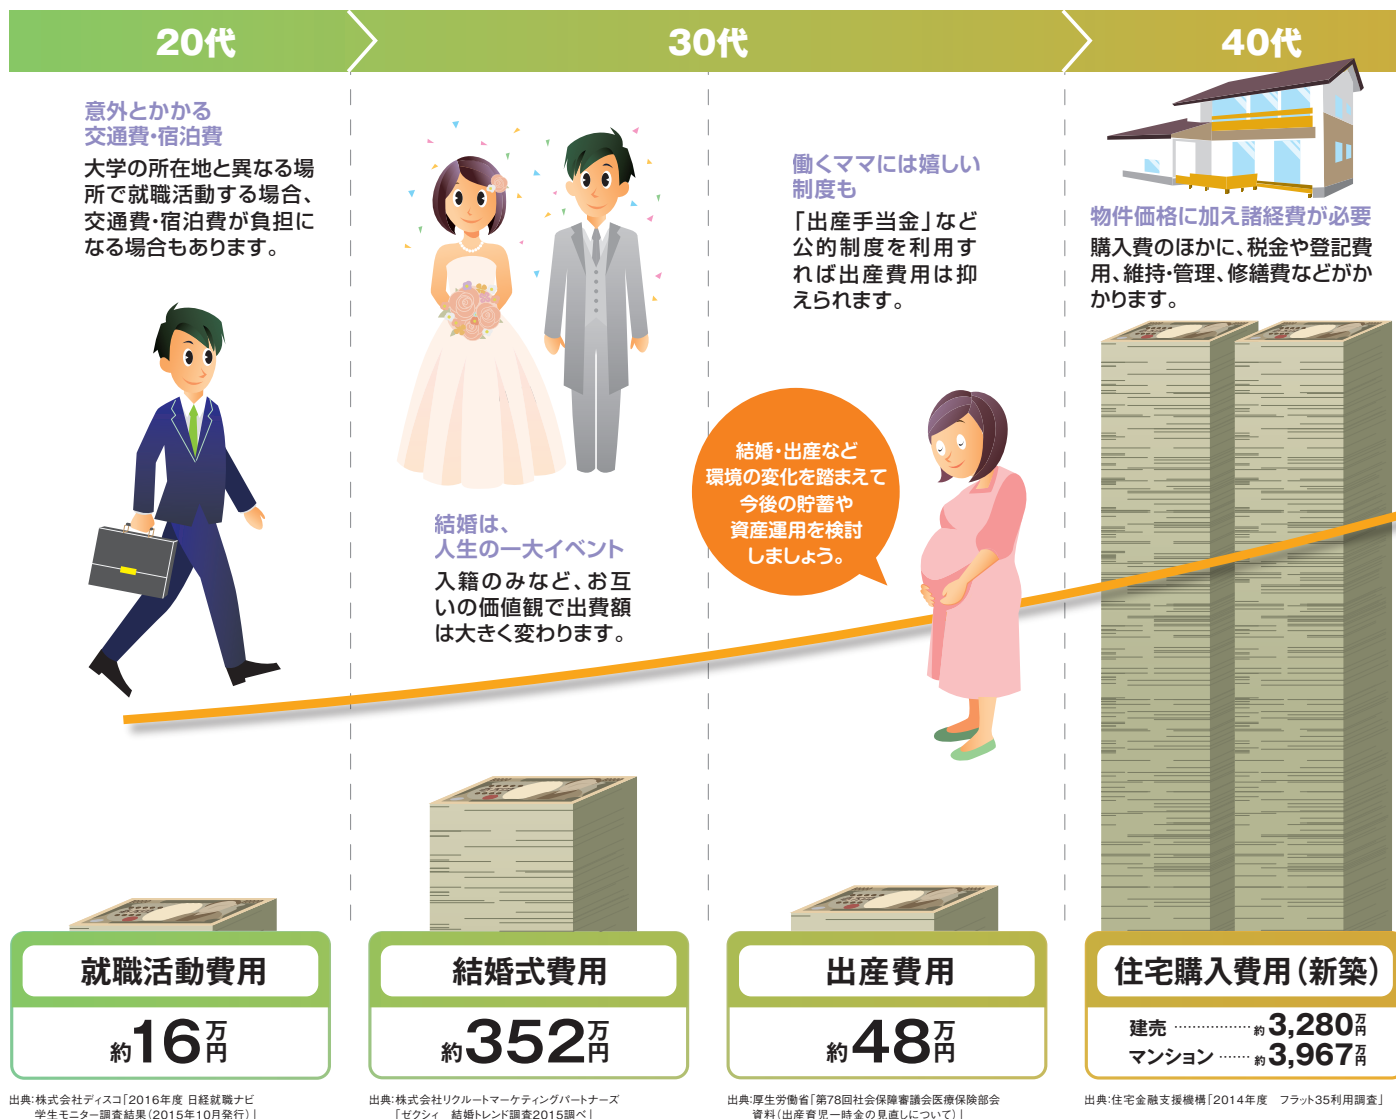 20代
30代
40代
意外とかかる
交通費・宿泊費
大学の所在地と異なる場
所で就職活動する場合、
交通費・宿泊費が負担に
なる場合もあります。
結婚は、
人生の一大イベント
入籍のみなど、お互
いの価値観で出費額
は大きく変わります。
働くママには嬉しい
制度も
「出産手当金」など
公的制度を利用す
れば出産費用は抑
えられます。
結婚・出産など
環境の変化を踏まえて
今後の貯蓄や
資産運用を検討
しましょう。
物件価格に加え諸経費が必要
購入費のほかに、税金や登記費
用、維持・管理、修繕費などがか
かります。
就職活動費用
約16万円
結婚式費用
約352万円
出産費用
約48万円
住宅購入費用（新築）
建売 ················ 約3,280万円
マンション ······· 約3,967万円
出典：株式会社ディスコ「2016年度 日経就職ナビ
学生モニター調査結果（2015年10月発行）」
出典：株式会社リクルートマーケティングパートナーズ
「ゼクシィ 結婚トレンド調査2015調べ」
出典：厚生労働省「第78回社会保障審議会医療保険部会
資料（出産育児一時金の見直しについて）」
出典：住宅金融支援機構「2014年度 フラット35利用調査」